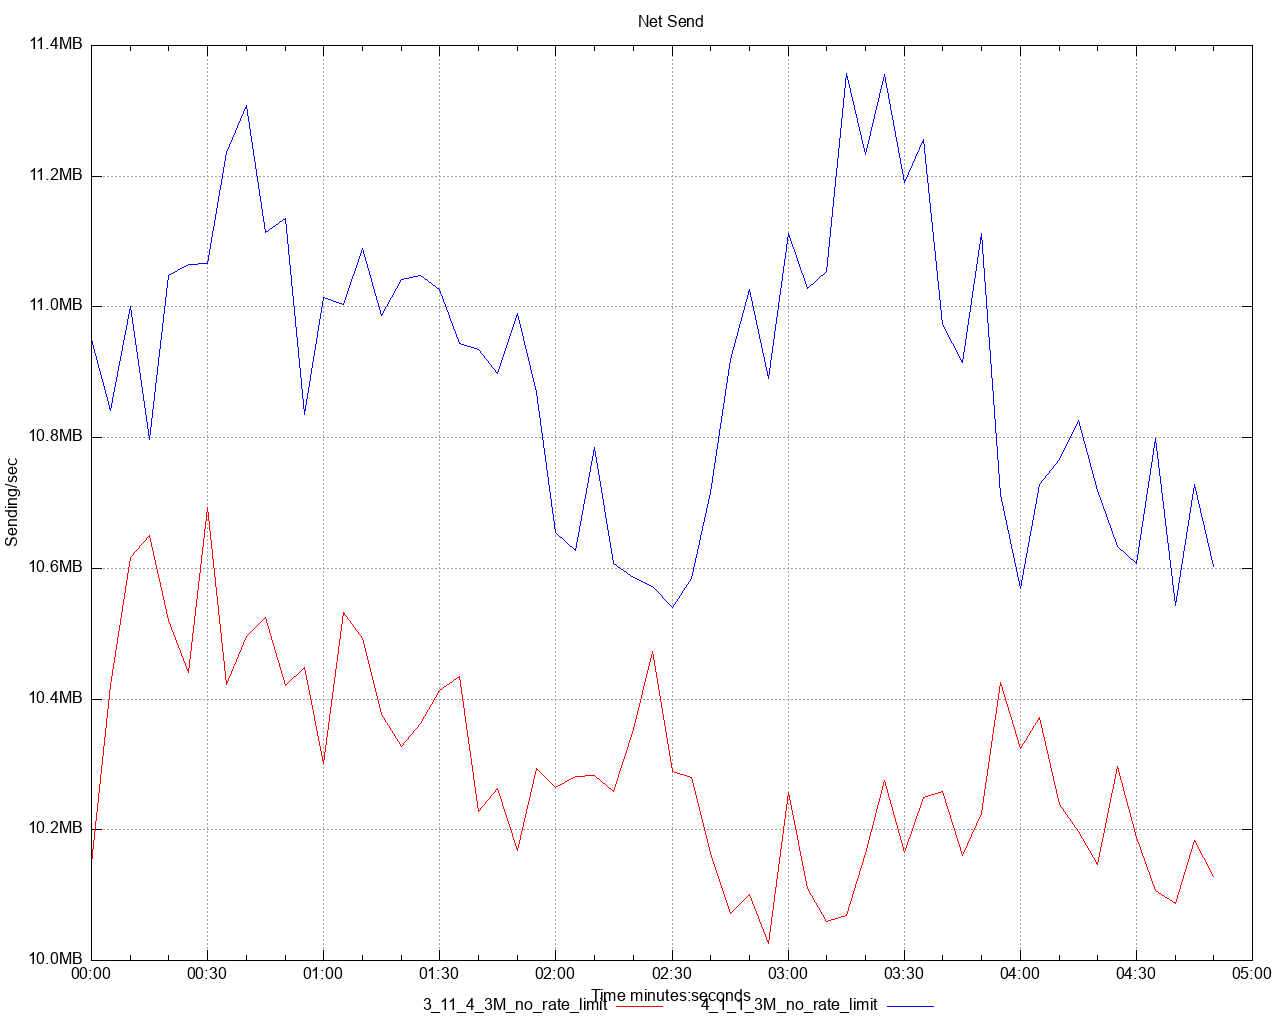 Net Send
11.4MB
11.2MB
11.0MB
10.8MB
Sending/sec
10.6MB
10.4MB
10.2MB
10.0MB
00:00 00:30 01:00 01:30 02:00 02:30 03:00 03:30 04:00 04:30 05:00
Time minutes:seconds
3_11_4_3M_no_rate_limit 4_1_1_3M_no_rate_limit